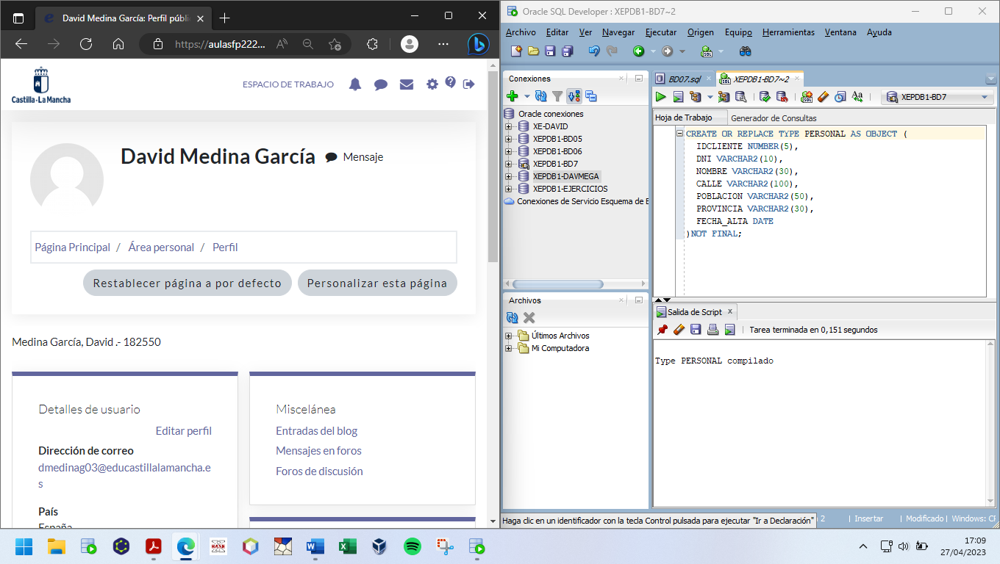 David Medina García: Perfil públi
https://aulasfp222...
Castilla-La Mancha
ESPACIO DE TRABAJO
David Medina García
Mensaje
Página Principal / Área personal / Perfil
Restablecer página a por defecto
Personalizar esta página
Medina García, David .- 182550
Detalles de usuario
Editar perfil
Dirección de correo
dmedinag03@educastillalamancha.e
s
País
España
Miscelánea
Entradas del blog
Mensajes en foros
Foros de discusión
Oracle SQL Developer : XEPDB1-BD7~2
Archivo Editar Ver Navegar Ejecutar Origen Equipo Herramientas Ventana Ayuda
Conexiones
Oracle conexiones
XE-DAVID
XEPDB1-BD05
XEPDB1-BD06
XEPDB1-BD7
XEPDB1-DAVMEGA
XEPDB1-EJERCICIOS
Conexiones de Servicio Esquema de B
Archivos
Últimos Archivos
Mi Computadora
BD07.sql
XEPDB1-BD7~2
XEPDB1-BD7
Hoja de Trabajo
Generador de Consultas
CREATE OR REPLACE TYPE PERSONAL AS OBJECT (
IDCLIENTE NUMBER(5),
DNI VARCHAR2(10),
NOMBRE VARCHAR2(30),
CALLE VARCHAR2(100),
POBLACION VARCHAR2(50),
PROVINCIA VARCHAR2(30),
FECHA_ALTA DATE
)NOT FINAL;
Salida de Script
Tarea terminada en 0,151 segundos
Type PERSONAL compilado
Haga clic en un identificador con la tecla Control pulsada para ejecutar "Ir a Declaración"
2 | Insertar | Modificado | Windows: CF
BASE
17:09
27/04/2023